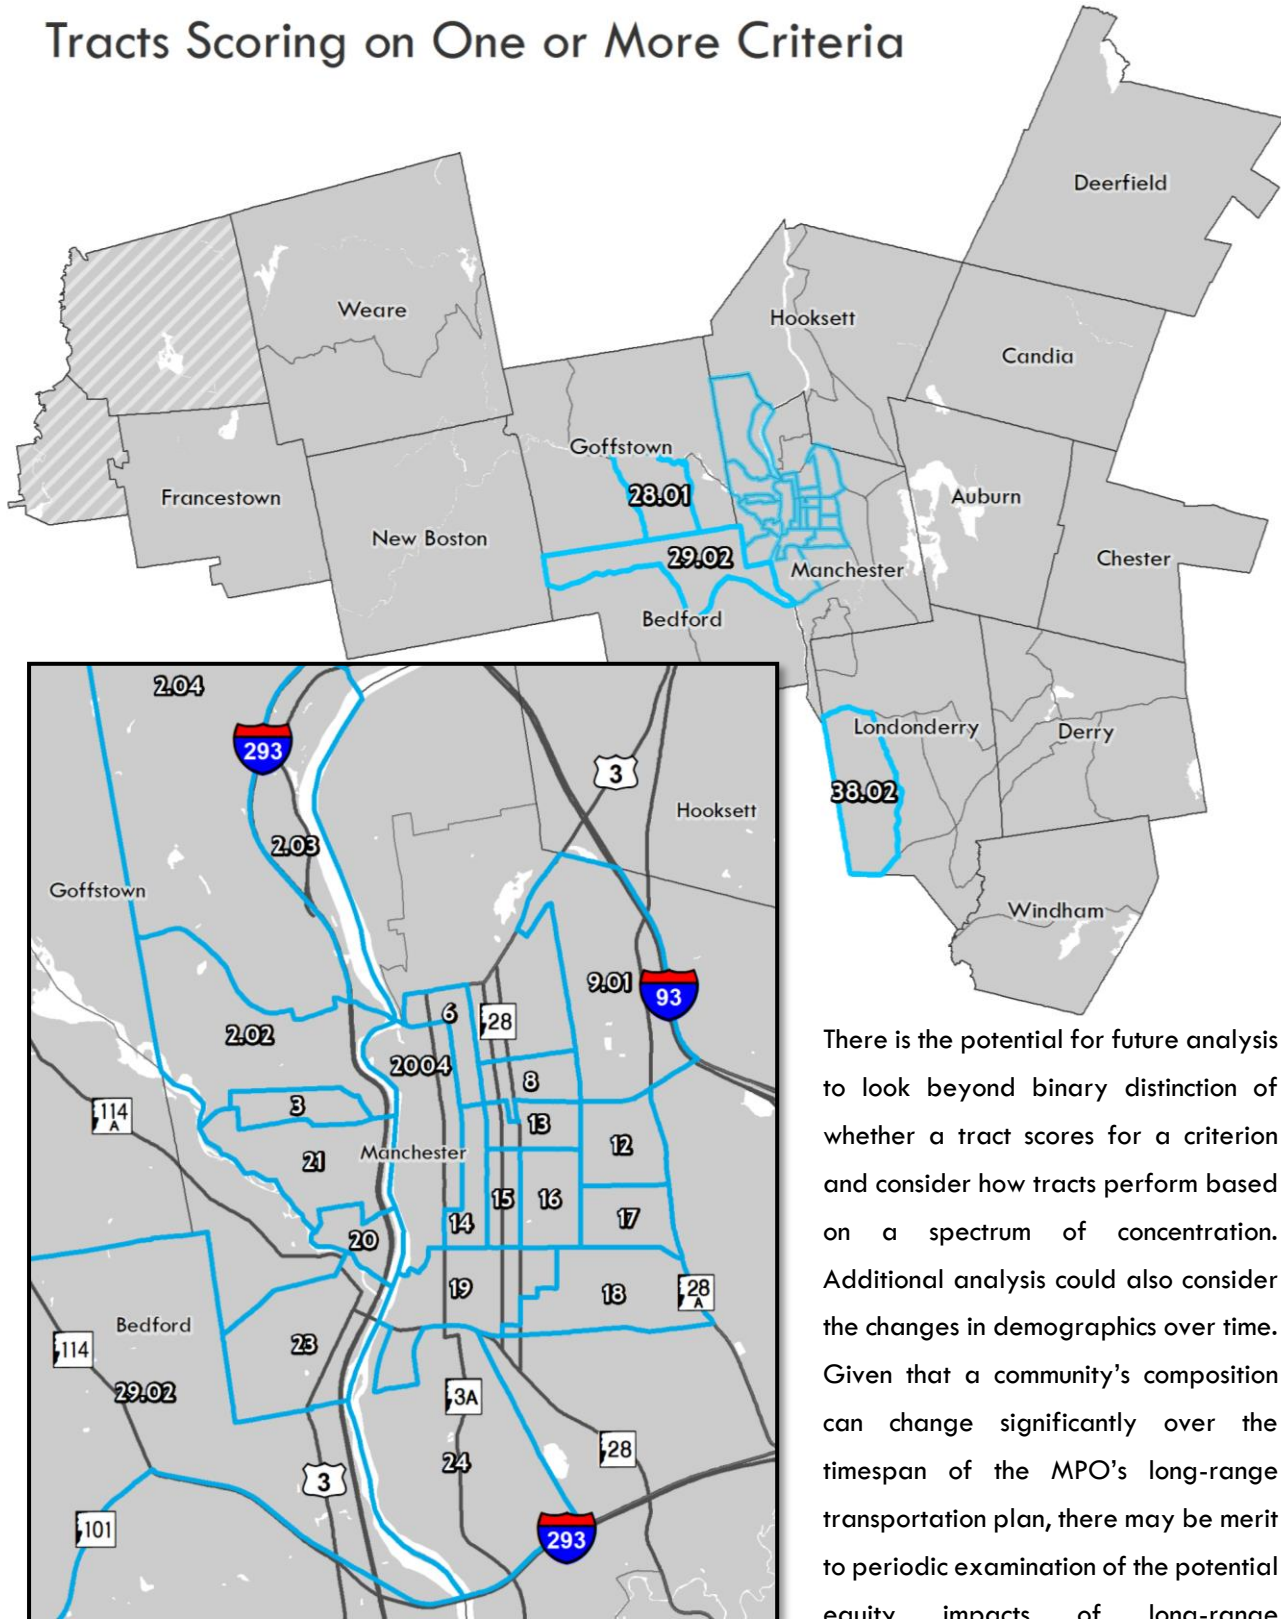 Tracts Scoring on One or More Criteria
Deerfield
Weare
Hooksett
Candia
Goffstown
28.01
Francestown
Auburn
New Boston
29.02
Chester
Manchester
Bedford
Londonderry
Derry
38.02
Windham
2.04
293
3
Hooksett
2.03
Goffstown
9.01
93
6
28
2.02
2004
8
3
114
A
13
12
Manchester
21
15
16
14
17
20
19
18
28
A
Bedford
23
114
29.02
3A
28
24
3
101
293
There is the potential for future analysis
to look beyond binary distinction of
whether a tract scores for a criterion
and consider how tracts perform based
on a spectrum of concentration.
Additional analysis could also consider
the changes in demographics over time.
Given that a community’s composition
can change significantly over the
timespan of the MPO’s long-range
transportation plan, there may be merit
to periodic examination of the potential
equity impacts of long-range